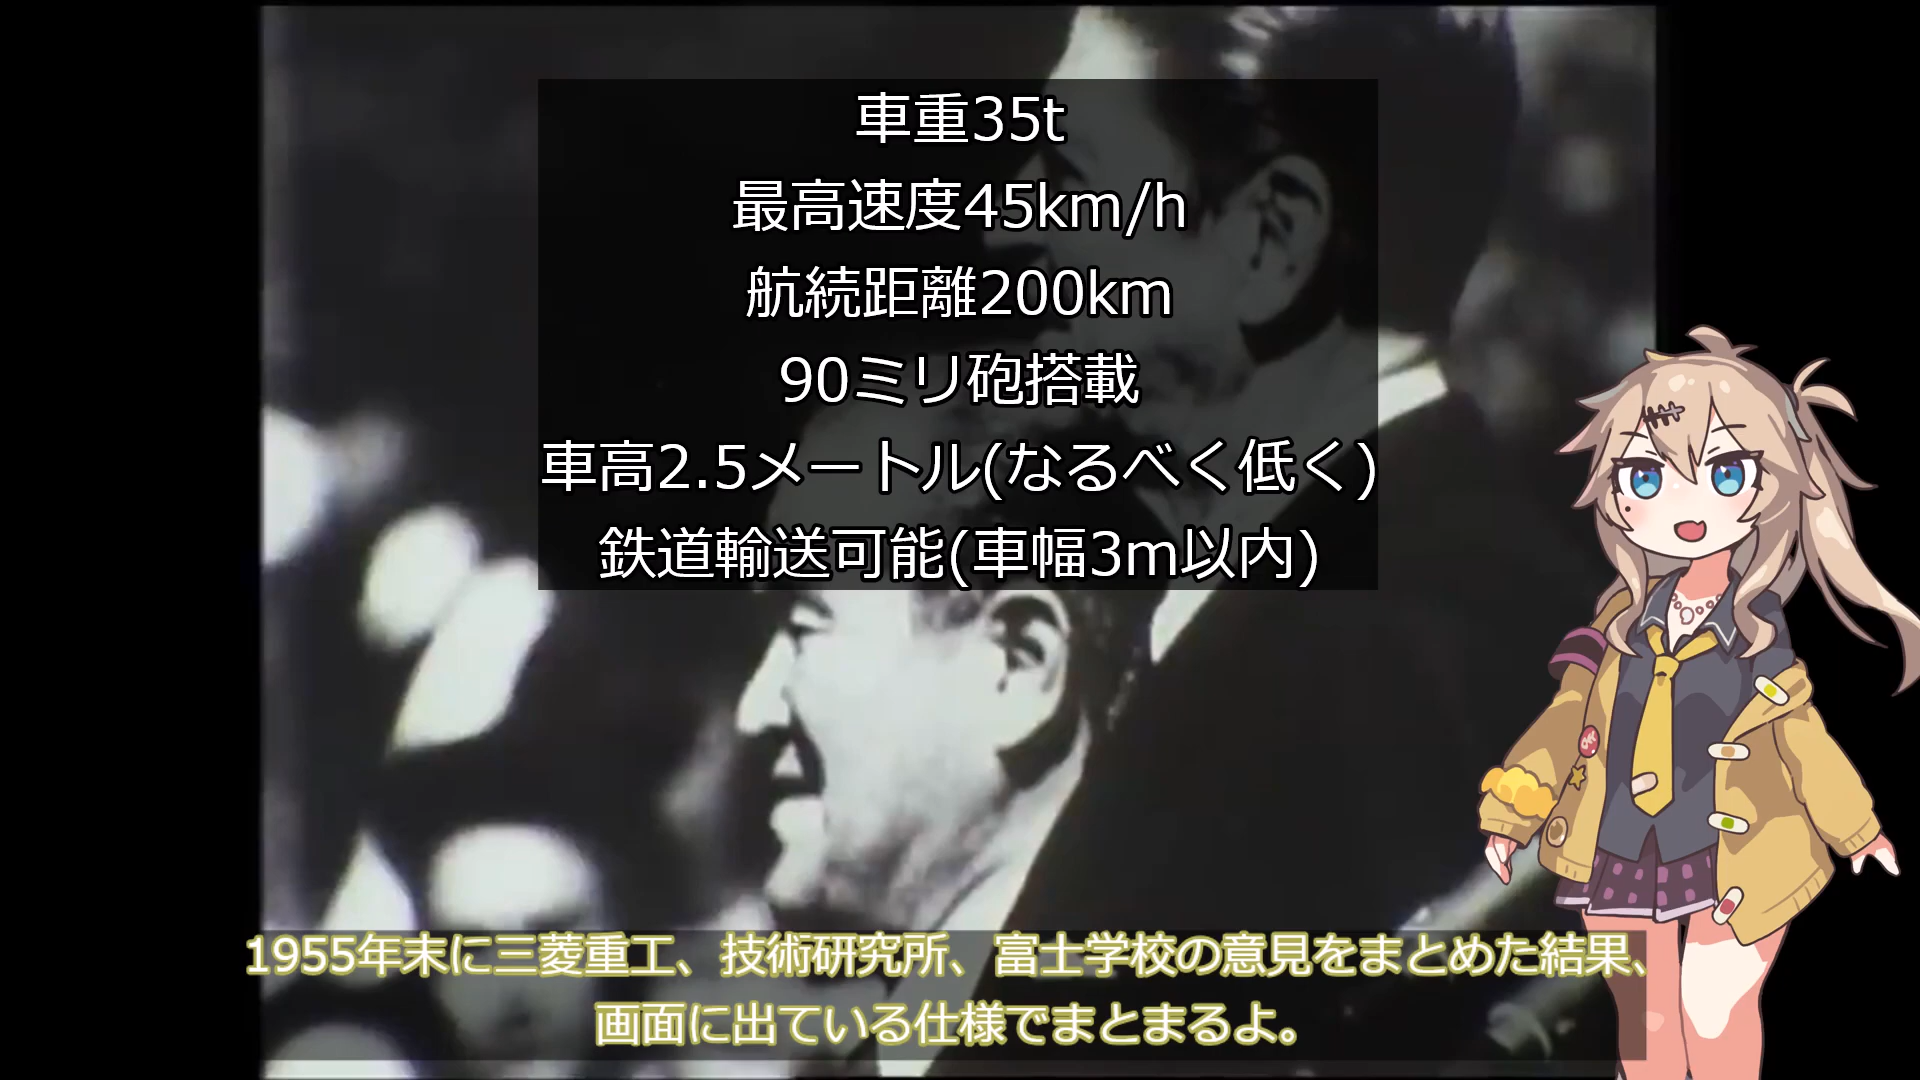 車重35t
最高速度45km/h
航続距離200km
90ミリ砲搭載
車高2.5メートル(なるべく低く)
鉄道輸送可能(車幅3m以内)
1955年末に三菱重工、技術研究所、富士学校の意見をまとめた結果、
画面に出ている仕様でまとまるよ。